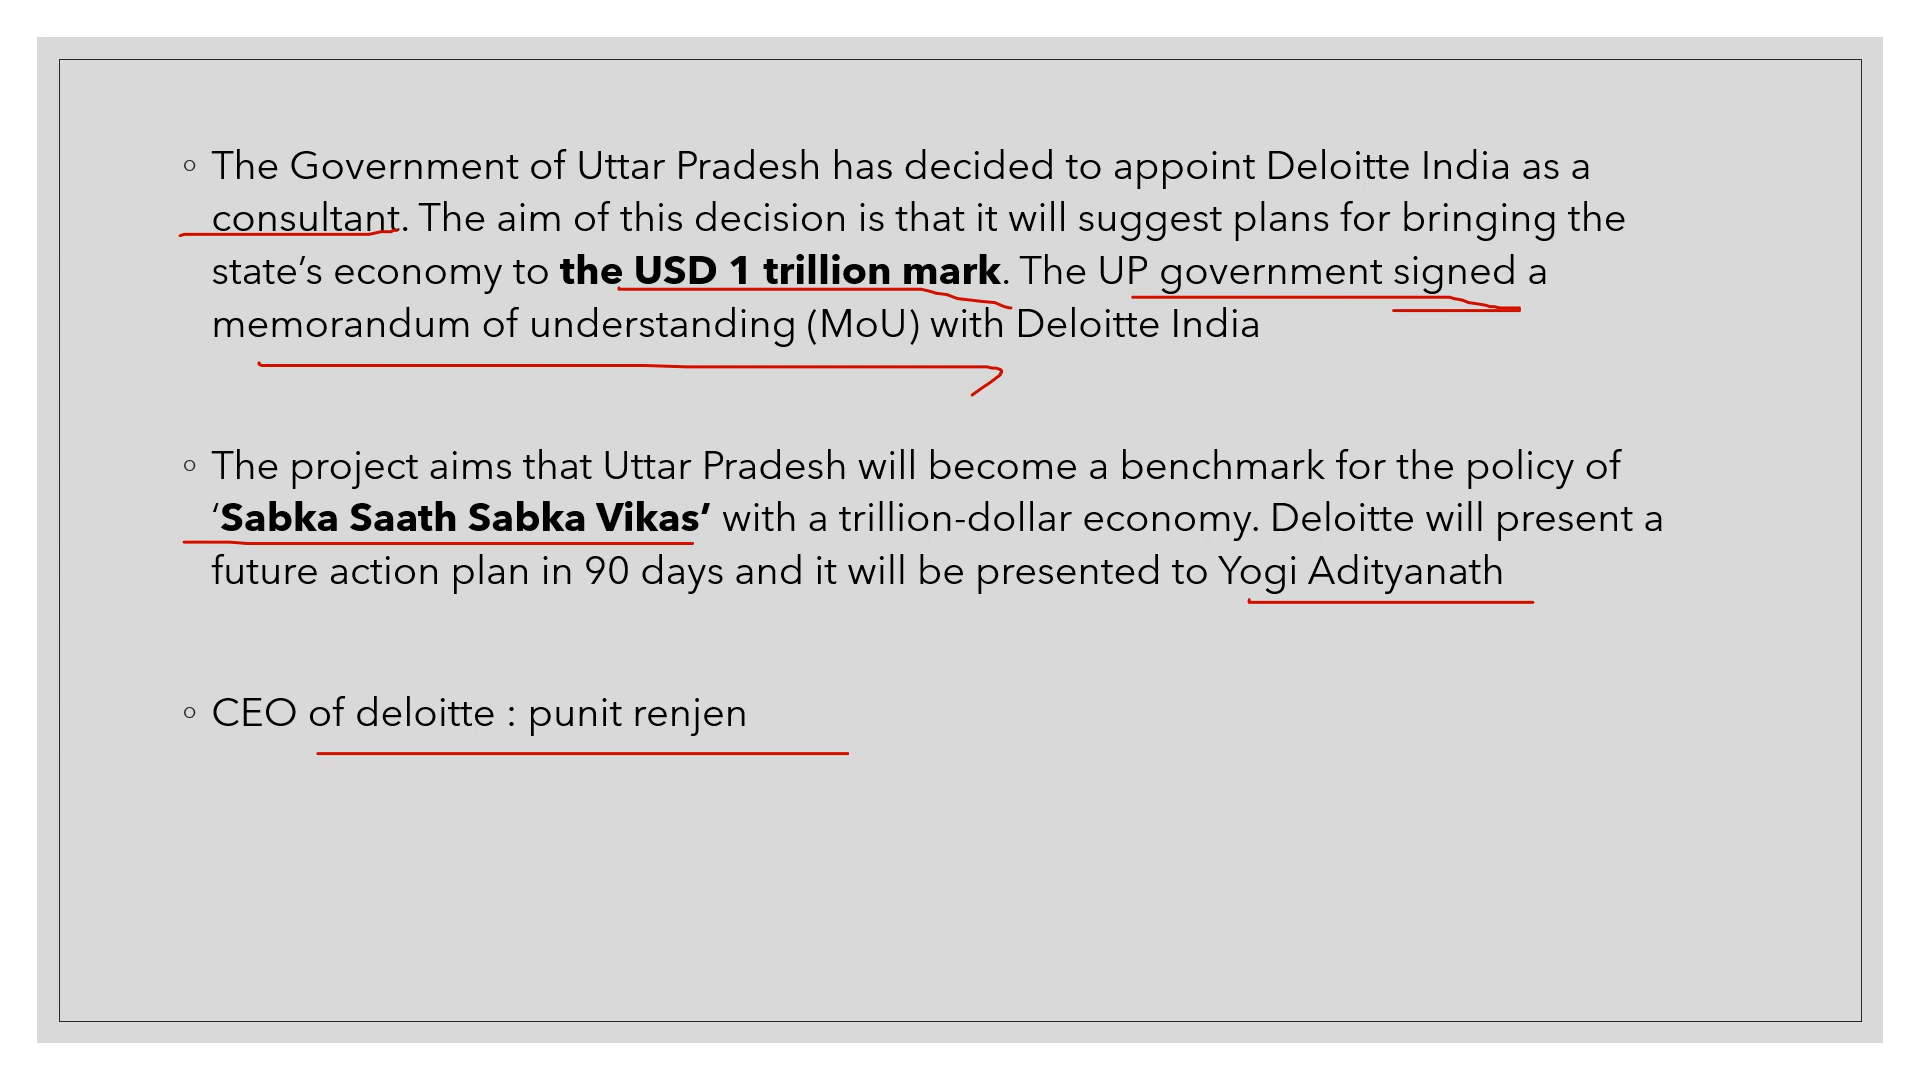 ◦ The Government of Uttar Pradesh has decided to appoint Deloitte India as a
consultant. The aim of this decision is that it will suggest plans for bringing the
state’s economy to the USD 1 trillion mark. The UP government signed a
memorandum of understanding (MoU) with Deloitte India
◦ The project aims that Uttar Pradesh will become a benchmark for the policy of
‘Sabka Saath Sabka Vikas’ with a trillion-dollar economy. Deloitte will present a
future action plan in 90 days and it will be presented to Yogi Adityanath
◦ CEO of deloitte : punit renjen